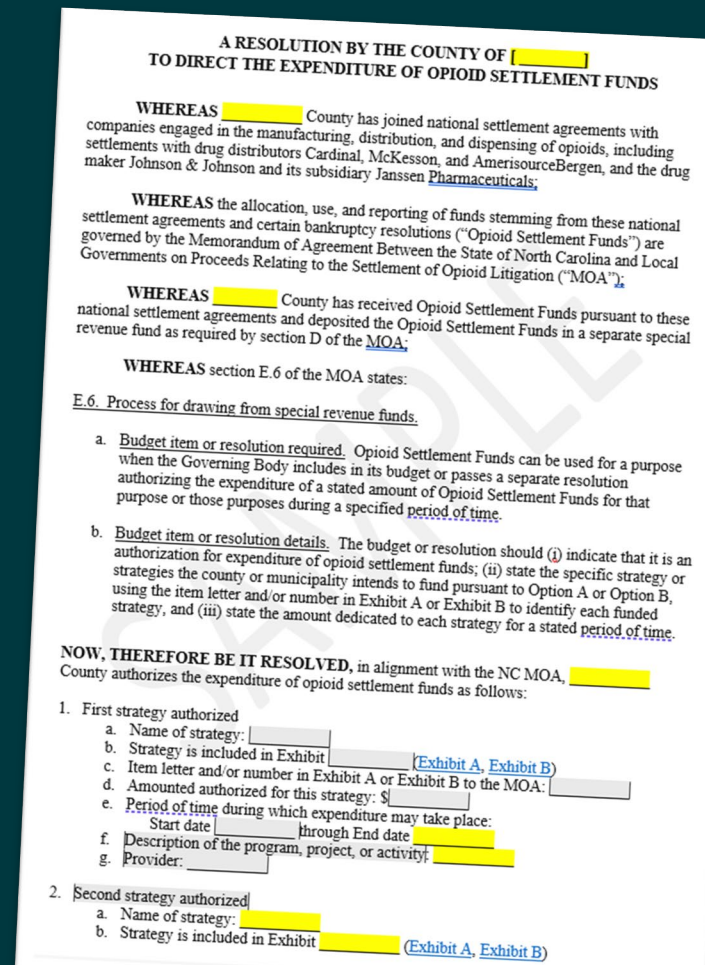 A RESOLUTION BY THE COUNTY OF [________]
TO DIRECT THE EXPENDITURE OF OPIOID SETTLEMENT FUNDS
WHEREAS ________ County has joined national settlement agreements with
companies engaged in the manufacturing, distribution, and dispensing of opioids, including
settlements with drug distributors Cardinal, McKesson, and AmerisourceBergen, and the drug
maker Johnson & Johnson and its subsidiary Janssen Pharmaceuticals;
WHEREAS the allocation, use, and reporting of funds stemming from these national
settlement agreements and certain bankruptcy resolutions (“Opioid Settlement Funds”) are
governed by the Memorandum of Agreement Between the State of North Carolina and Local
Governments on Proceeds Relating to the Settlement of Opioid Litigation (“MOA”);
WHEREAS ________ County has received Opioid Settlement Funds pursuant to these
national settlement agreements and deposited the Opioid Settlement Funds in a separate special
revenue fund as required by section D of the MOA;
WHEREAS section E.6 of the MOA states:
E.6. Process for drawing from special revenue funds.
a. Budget item or resolution required. Opioid Settlement Funds can be used for a purpose
when the Governing Body includes in its budget or passes a separate resolution
authorizing the expenditure of a stated amount of Opioid Settlement Funds for that
purpose or those purposes during a specified period of time.
b. Budget item or resolution details. The budget or resolution should (i) indicate that it is an
authorization for expenditure of opioid settlement funds; (ii) state the specific strategy or
strategies the county or municipality intends to fund pursuant to Option A or Option B,
using the item letter and/or number in Exhibit A or Exhibit B to identify each funded
strategy, and (iii) state the amount dedicated to each strategy for a stated period of time.
NOW, THEREFORE BE IT RESOLVED, in alignment with the NC MOA, ________
County authorizes the expenditure of opioid settlement funds as follows:
1. First strategy authorized
a. Name of strategy: ________
b. Strategy is included in Exhibit ________ (Exhibit A, Exhibit B)
c. Item letter and/or number in Exhibit A or Exhibit B to the MOA: ________
d. Amounted authorized for this strategy: $________
e. Period of time during which expenditure may take place:
Start date ________ through End date ________
f. Description of the program, project, or activity: ________
g. Provider: ________
2. Second strategy authorized
a. Name of strategy: ________
b. Strategy is included in Exhibit ________ (Exhibit A, Exhibit B)
SAMPLE